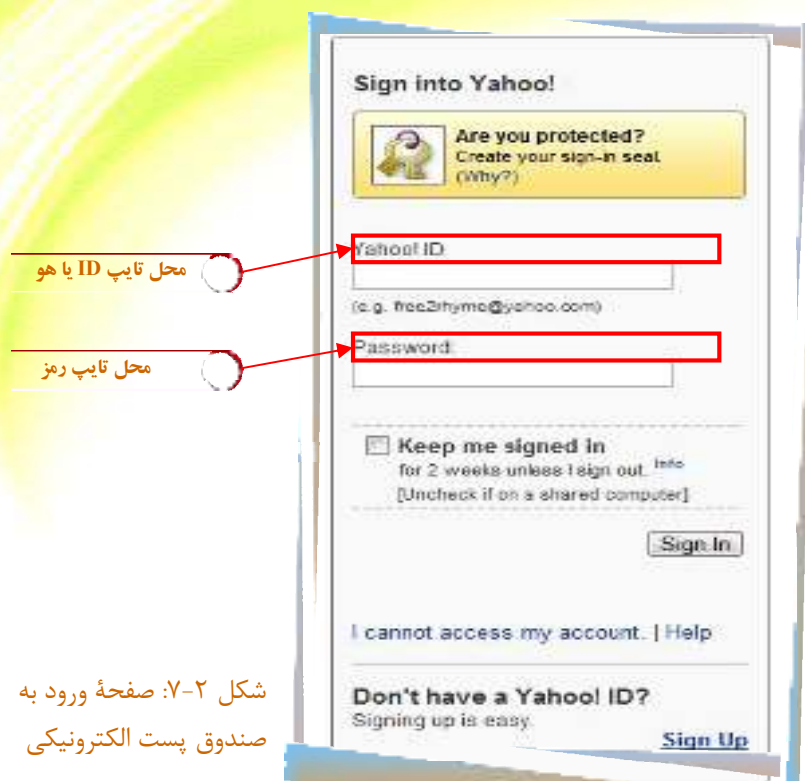 Sign into Yahoo!
Are you protected?
Create your sign-in seal.
(Why?)
Yahoo! ID:
محل تایپ ID یا هو
(e.g. free2rhyme@yahoo.com)
Password:
محل تایپ رمز
Keep me signed in
for 2 weeks unless I sign out. Info
[Uncheck if on a shared computer]
Sign In
I cannot access my account. | Help
Don't have a Yahoo! ID?
Signing up is easy.
Sign Up
شکل ۲-۷: صفحهٔ ورود به
صندوق پست الکترونیکی